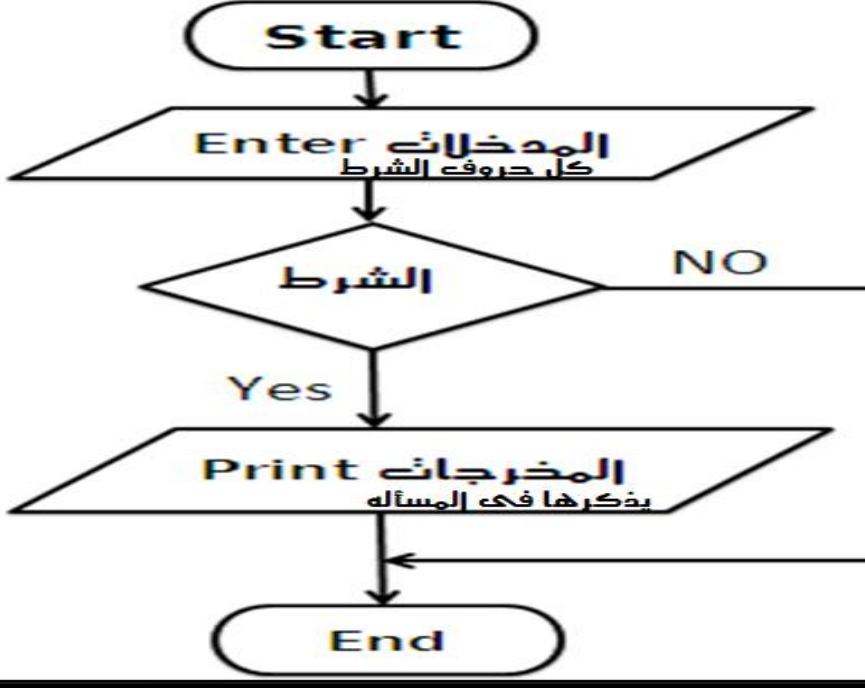 Start
Enter المدخلات
كل حروف الشرط
الشرط
NO
Yes
Print المخرجات
يذكرها فى المسأله
End